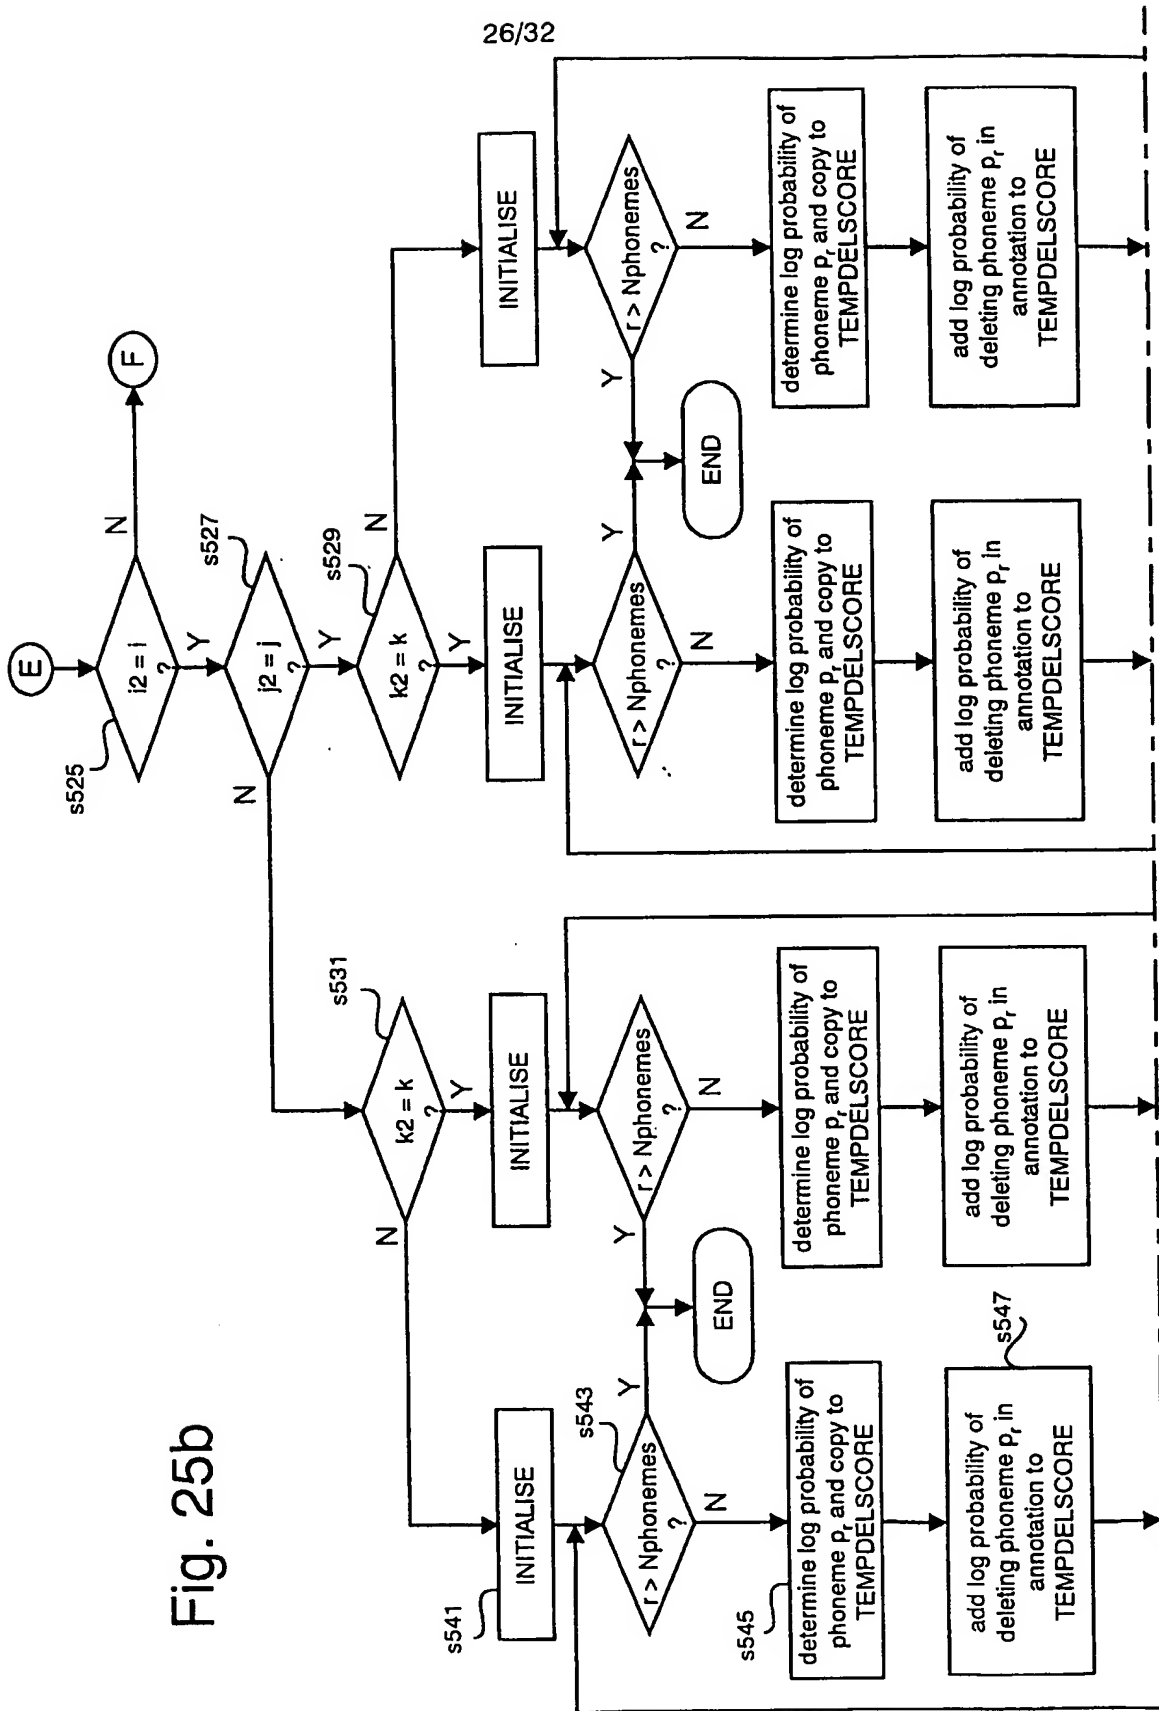 26/32
Fig. 25b
E
i2 = i
?
s525
N
F
Y
j2 = j
?
s527
N
Y
k2 = k
?
s529
N
Y
k2 = k
?
s531
N
Y
INITIALISE
s541
INITIALISE
INITIALISE
INITIALISE
r > Nphonemes
?
s543
Y
N
r > Nphonemes
?
Y
N
END
r > Nphonemes
?
Y
N
r > Nphonemes
?
Y
N
END
determine log probability of
phoneme pr and copy to
TEMPDELSCORE
s545
determine log probability of
phoneme pr and copy to
TEMPDELSCORE
determine log probability of
phoneme pr and copy to
TEMPDELSCORE
determine log probability of
phoneme pr and copy to
TEMPDELSCORE
add log probability of
deleting phoneme pr in
annotation to
TEMPDELSCORE
s547
add log probability of
deleting phoneme pr in
annotation to
TEMPDELSCORE
add log probability of
deleting phoneme pr in
annotation to
TEMPDELSCORE
add log probability of
deleting phoneme pr in
annotation to
TEMPDELSCORE